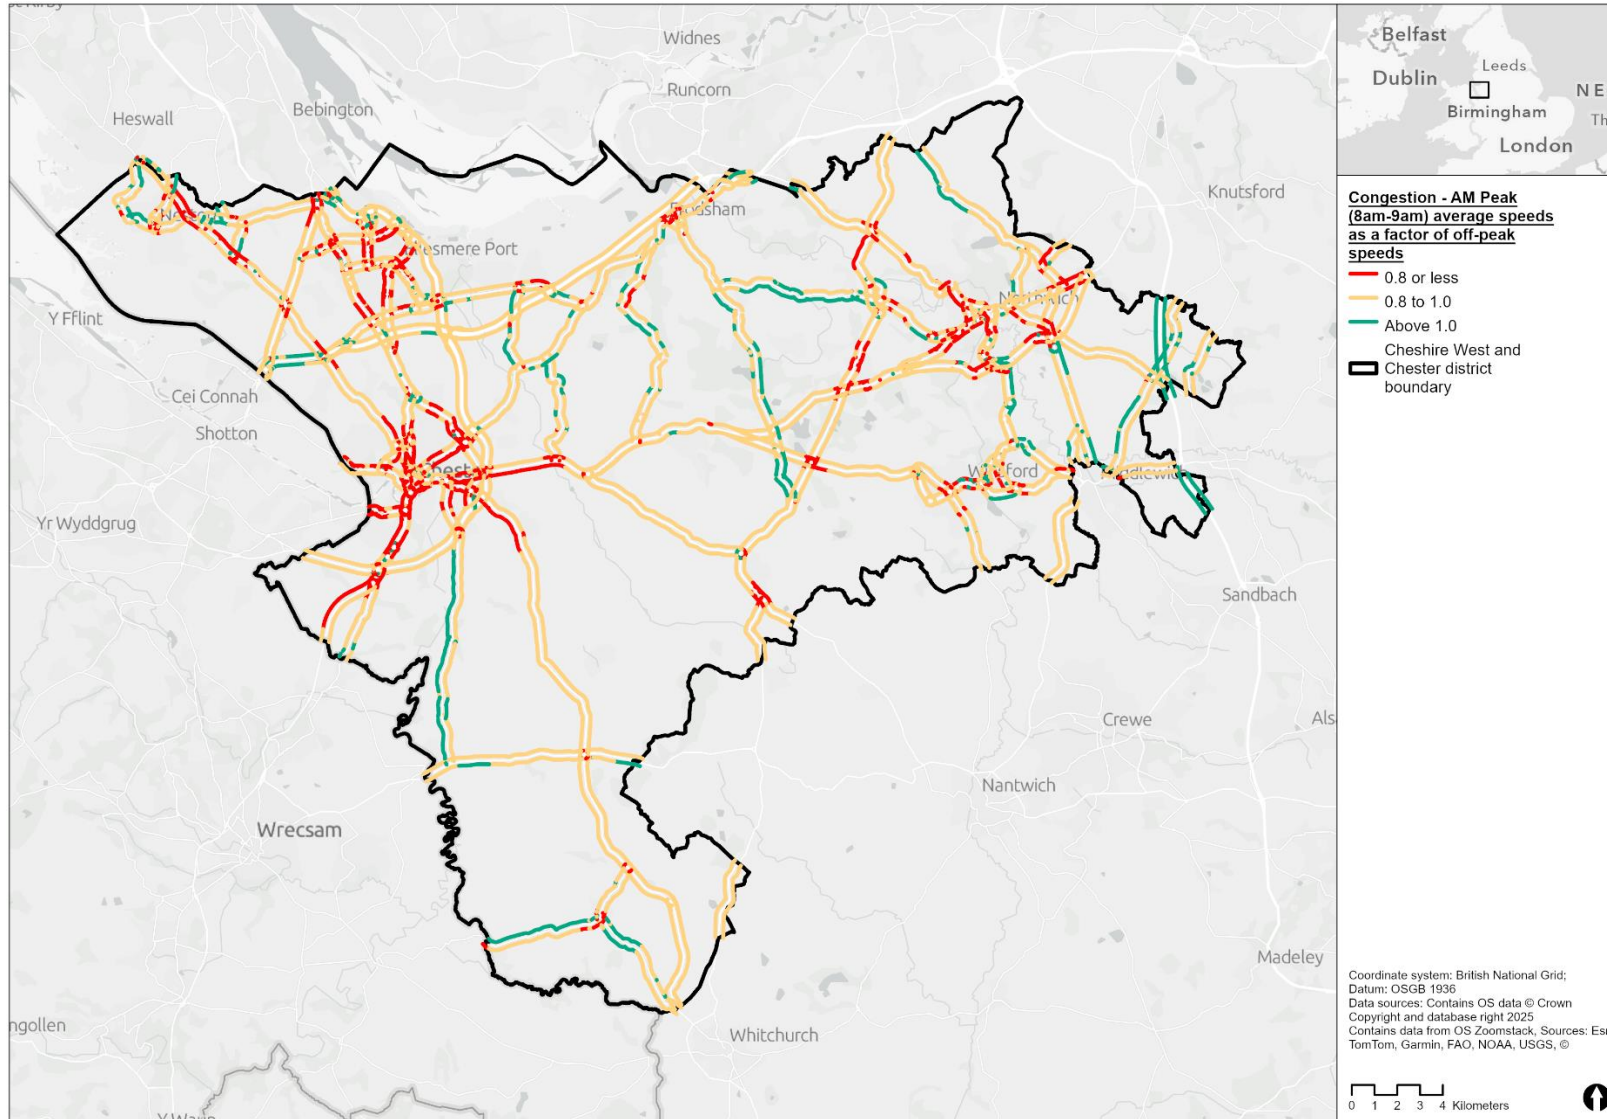 Widnes
Runcorn
Bebington
Heswall
Knutsford
Frodsham
Y Fflint
Cei Connah
Shotton
Yr Wyddgrug
Sandbach
Crewe
Nantwich
Wrecsam
Madeley
Whitchurch
ngollen
Belfast
Leeds
Dublin
NE
Birmingham
Th
London
Congestion - AM Peak
(8am-9am) average speeds
as a factor of off-peak
speeds
0.8 or less
0.8 to 1.0
Above 1.0
Cheshire West and
Chester district
boundary
Coordinate system: British National Grid;
Datum: OSGB 1936
Data sources: Contains OS data © Crown
Copyright and database right 2025
Contains data from OS Zoomstack, Sources: Esr
TomTom, Garmin, FAO, NOAA, USGS, ©
0 1 2 3 4 Kilometers